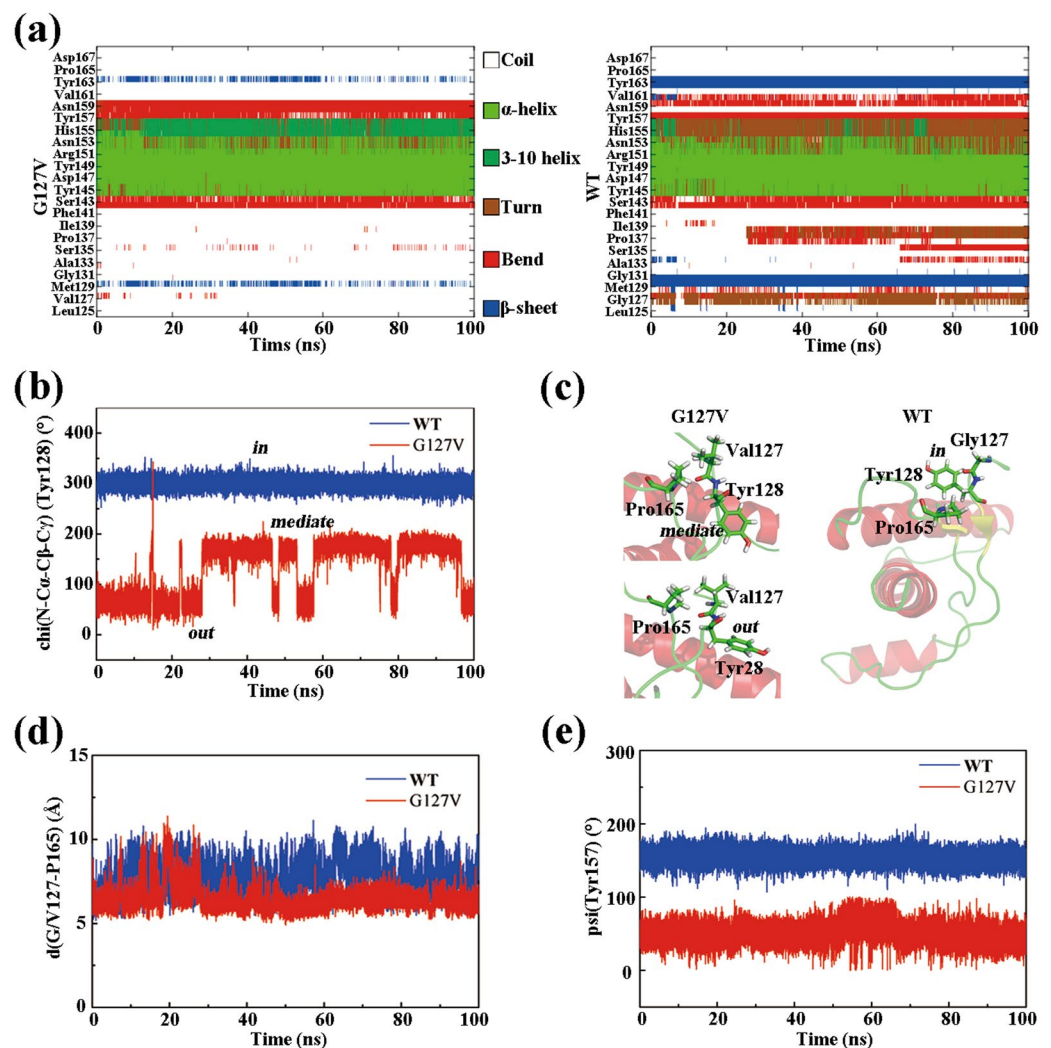 (a)
Asp167
Pro165
Tyr163
Val161
Asn159
Tyr157
His155
Asn153
Arg151
Tyr149
Asp147
Tyr145
Ser143
Phe141
Ile139
Pro137
Ser135
Ala133
Gly131
Met129
Val127
Leu125
G127V
0 20 40 60 80 100
Tims (ns)
Coil
α-helix
3-10 helix
Turn
Bend
β-sheet
Asp167
Pro165
Tyr163
Val161
Asn159
Tyr157
His155
Asn153
Arg151
Tyr149
Asp147
Tyr145
Ser143
Phe141
Ile139
Pro137
Ser135
Ala133
Gly131
Met129
Gly127
Leu125
WT
0 20 40 60 80 100
Time (ns)
(b)
chi(N-Cα-Cβ-Cγ) (Tyr128) (°)
400
300
200
100
0
WT
G127V
in
mediate
out
0 20 40 60 80 100
Time (ns)
(c)
G127V
Val127
Tyr128
Pro165
mediate
Val127
Pro165
out
Tyr28
WT
in
Gly127
Tyr128
Pro165
(d)
d(G/V127-P165) (Å)
15
10
5
0
WT
G127V
0 20 40 60 80 100
Time (ns)
(e)
psi(Tyr157) (°)
300
200
100
0
WT
G127V
0 20 40 60 80 100
Time (ns)